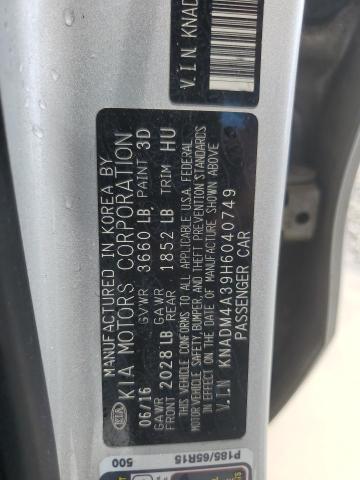 V.I.N KNAD
KIA
MANUFACTURED IN KOREA BY
KIA MOTORS CORPORATION
06/16 GVWR 3660 LB PAINT 3D
GAWR FRONT 2028 LB GAWR REAR 1852 LB TRIM HU
THIS VEHICLE CONFORMS TO ALL APPLICABLE U.S.A. FEDERAL
MOTOR VEHICLE SAFETY, BUMPER, AND THEFT PREVENTION STANDARDS
IN EFFECT ON THE DATE OF MANUFACTURE SHOWN ABOVE
V.I.N KNADM4A39H6040749
PASSENGER CAR
P185/65R15
500